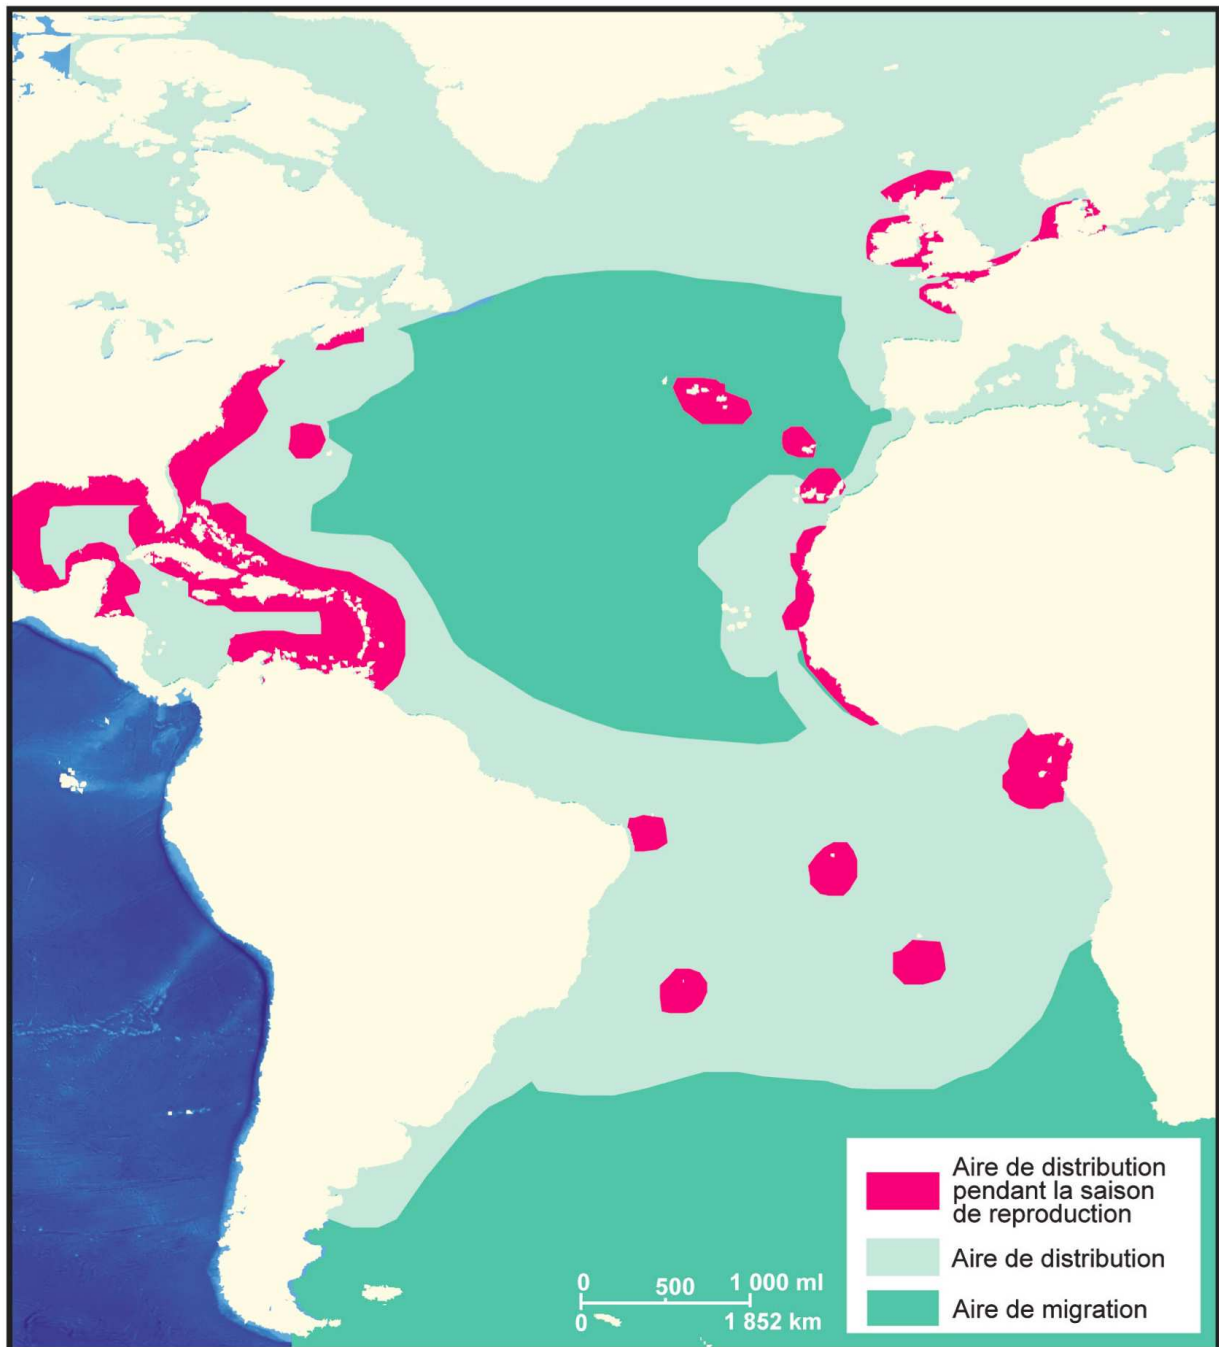 Aire de distribution
pendant la saison
de reproduction
Aire de distribution
Aire de migration
0 500 1 000 ml
0 1 852 km